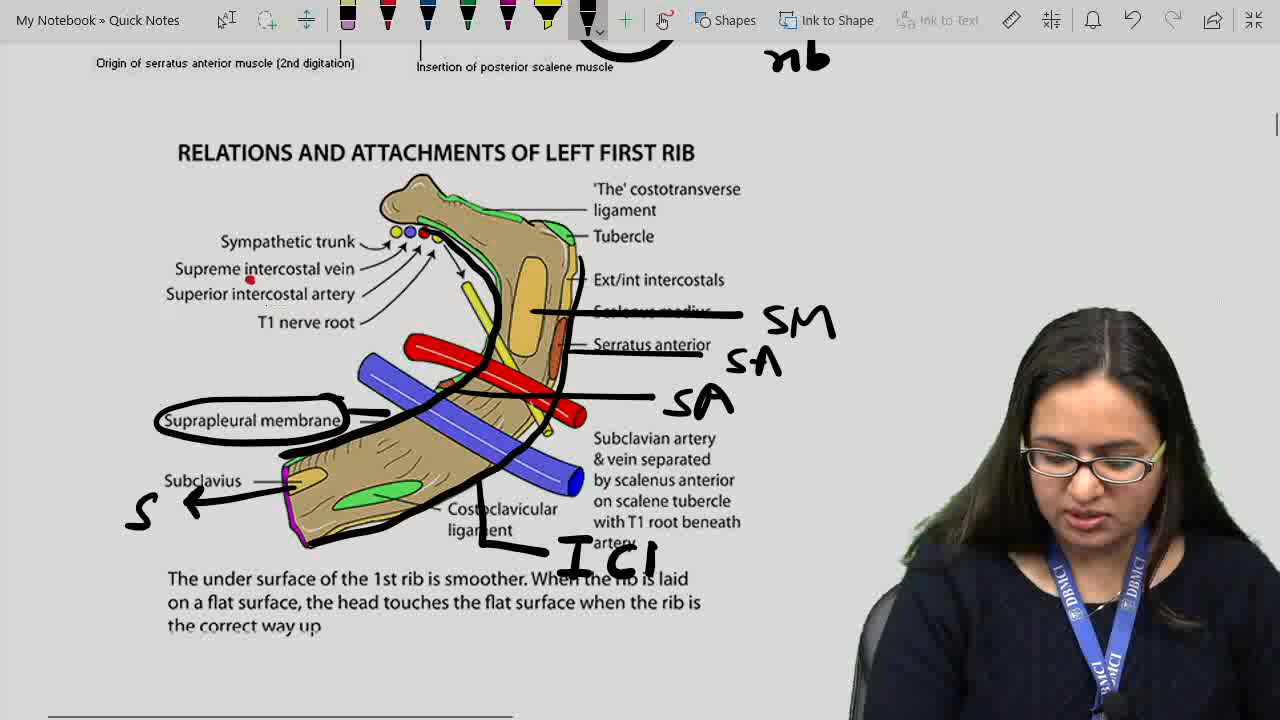 My Notebook » Quick Notes
Shapes
Ink to Shape
Ink to Text
Origin of serratus anterior muscle (2nd digitation)
Insertion of posterior scalene muscle
rib
RELATIONS AND ATTACHMENTS OF LEFT FIRST RIB
'The' costotransverse
ligament
Tubercle
Sympathetic trunk
Supreme intercostal vein
Superior intercostal artery
T1 nerve root
Ext/int intercostals
Scalenus medius
SM
Serratus anterior
SA
SA
Suprapleural membrane
Subclavius
S
Subclavian artery
& vein separated
by scalenus anterior
on scalene tubercle
with T1 root beneath
artery
Costoclavicular
ligament
ICI
The under surface of the 1st rib is smoother. When the rib is laid
on a flat surface, the head touches the flat surface when the rib is
the correct way up
DBMCI
DBMCI